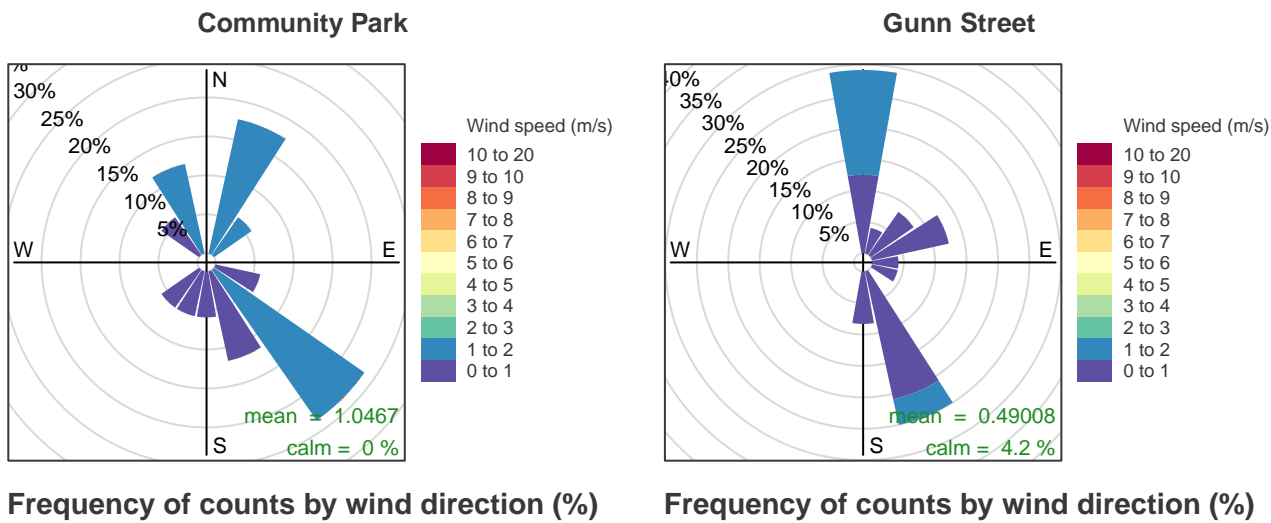 Community Park
%
30%
25%
20%
15%
10%
5%
N
W
E
S
mean = 1.0467
calm = 0 %
Wind speed (m/s)
10 to 20
9 to 10
8 to 9
7 to 8
6 to 7
5 to 6
4 to 5
3 to 4
2 to 3
1 to 2
0 to 1
Frequency of counts by wind direction (%)
Gunn Street
40%
35%
30%
25%
20%
15%
10%
5%
W
E
S
mean = 0.49008
calm = 4.2 %
Wind speed (m/s)
10 to 20
9 to 10
8 to 9
7 to 8
6 to 7
5 to 6
4 to 5
3 to 4
2 to 3
1 to 2
0 to 1
Frequency of counts by wind direction (%)